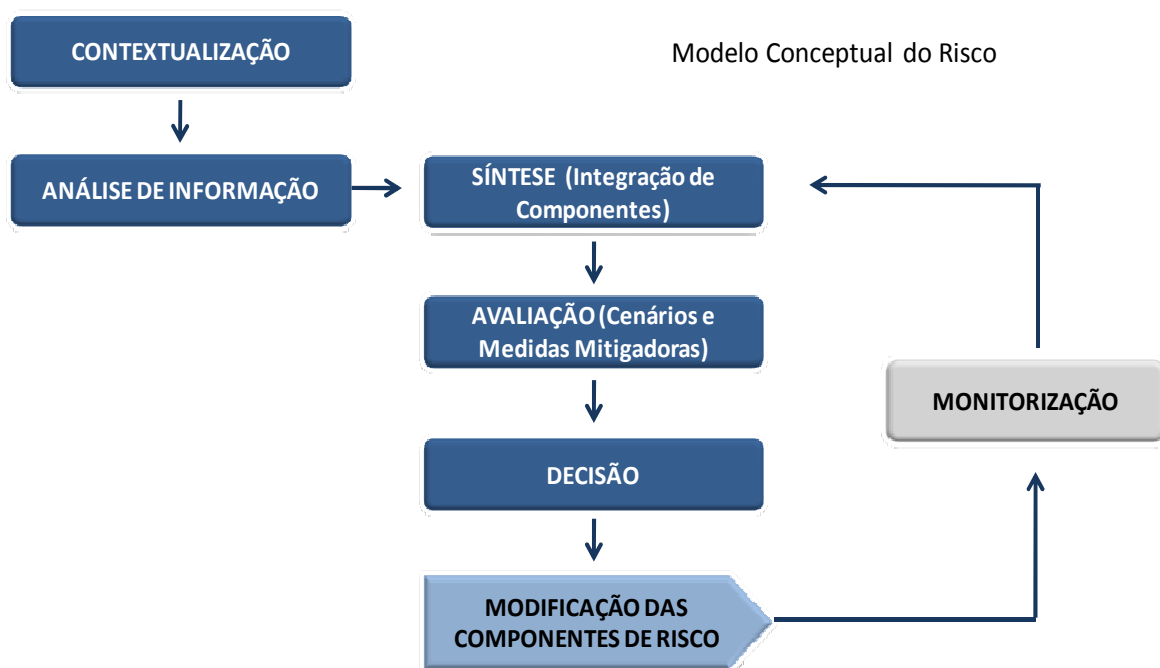 CONTEXTUALIZAÇÃO
Modelo Conceptual do Risco
ANÁLISE DE INFORMAÇÃO
SÍNTESE (Integração de
Componentes)
AVALIAÇÃO (Cenários e
Medidas Mitigadoras)
MONITORIZAÇÃO
DECISÃO
MODIFICAÇÃO DAS
COMPONENTES DE RISCO